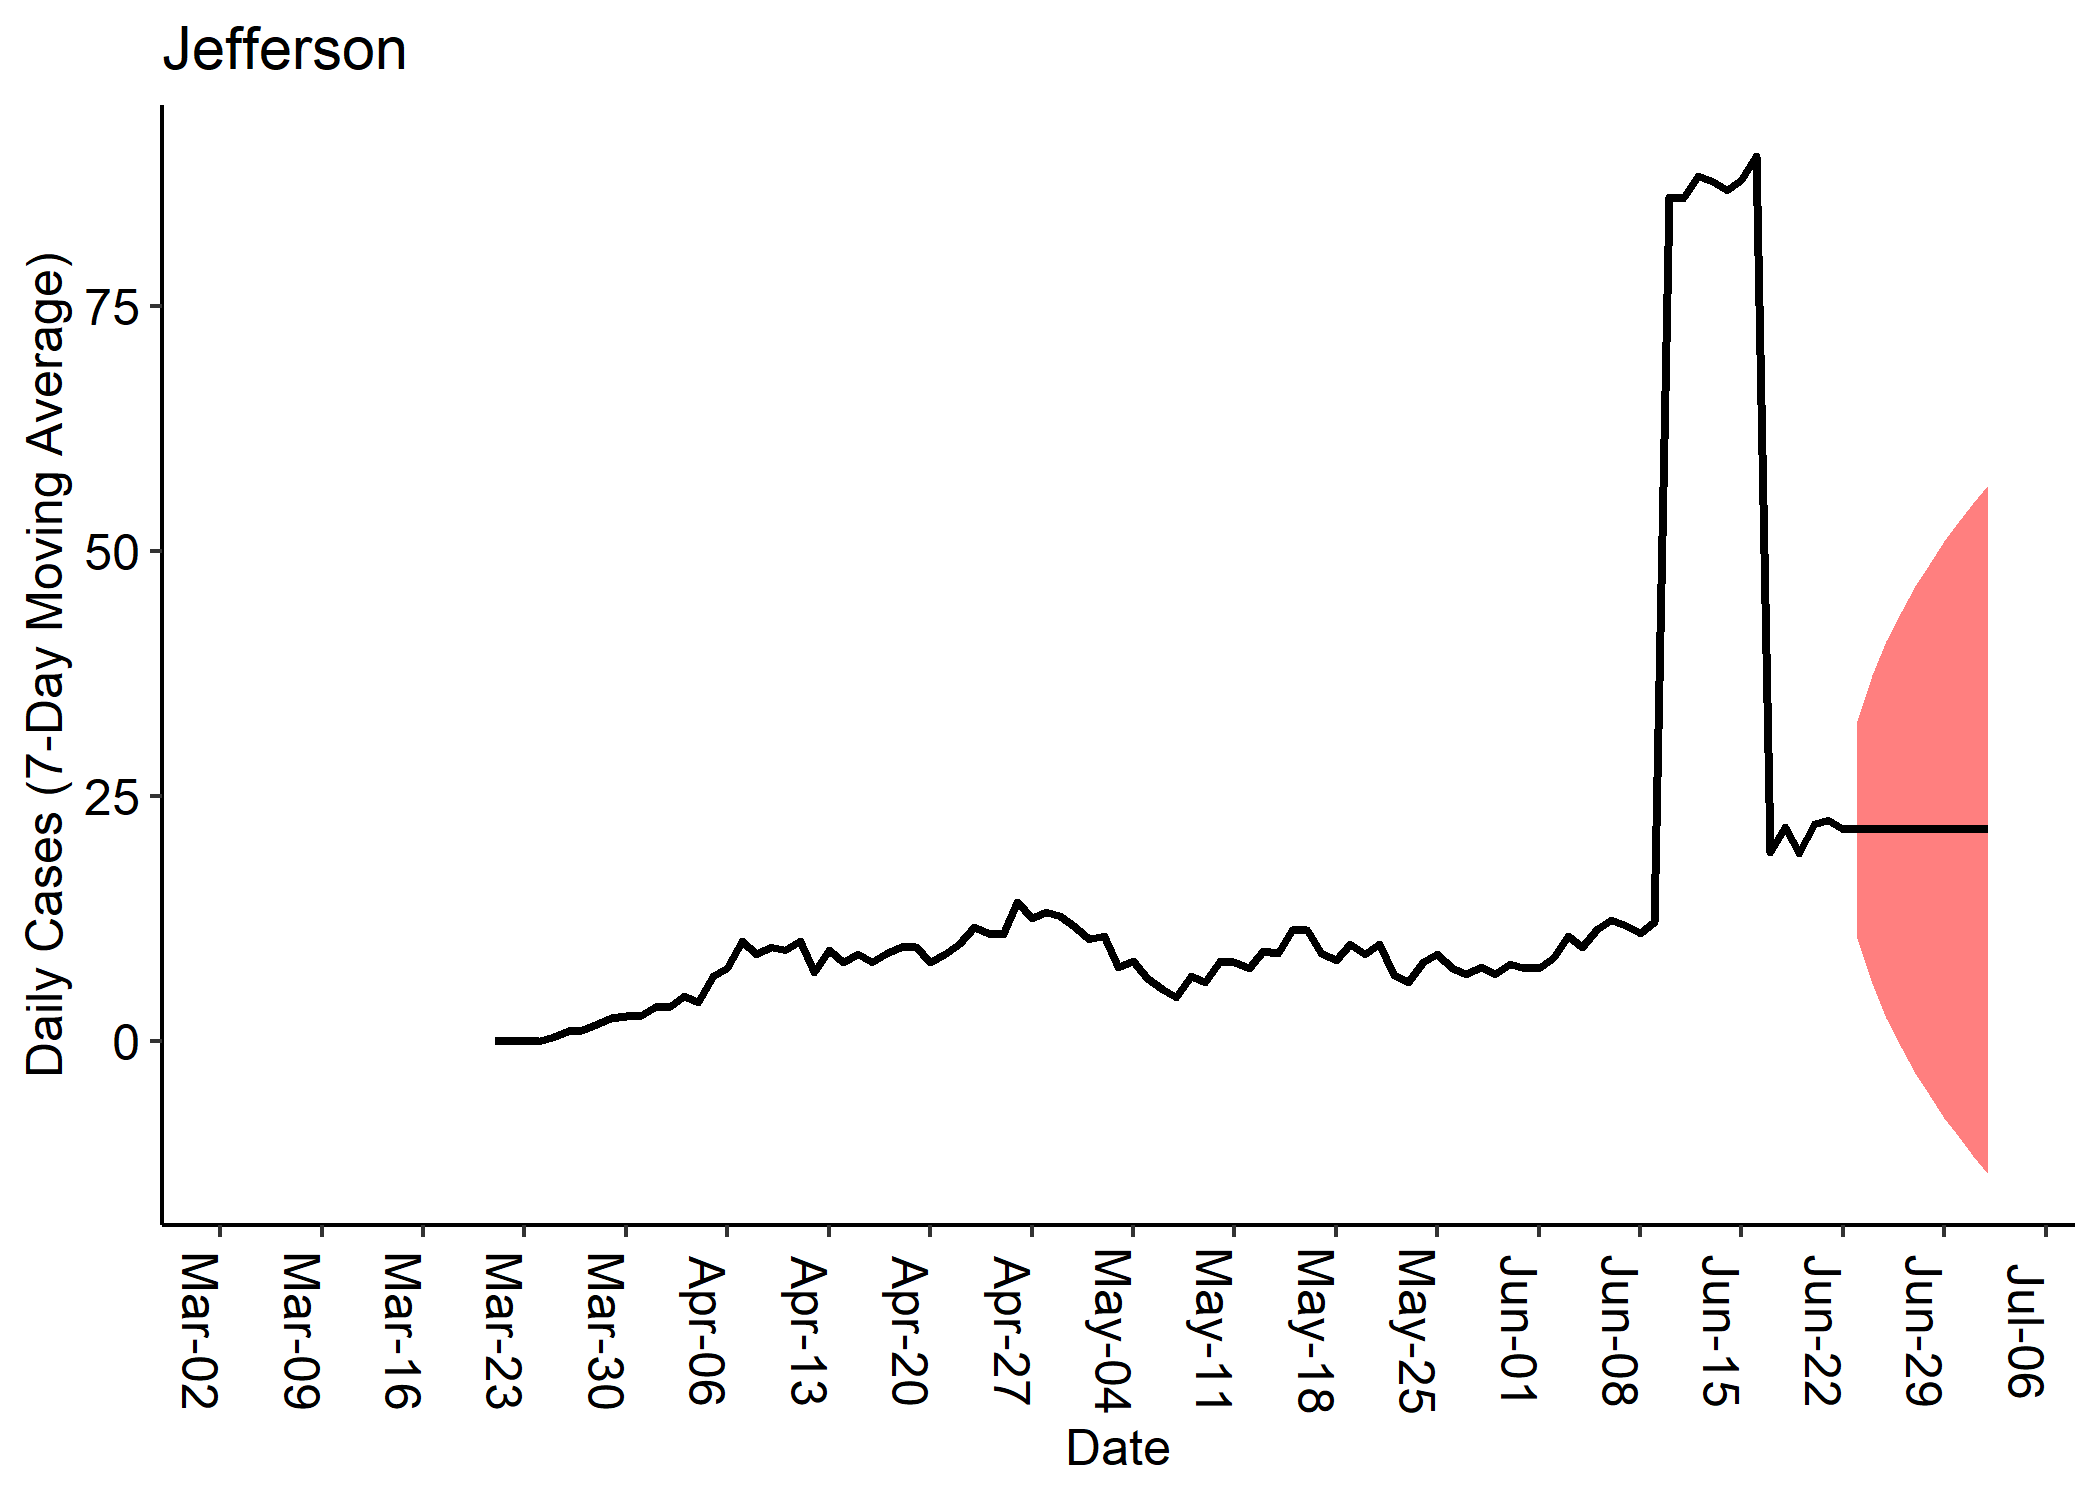 Jefferson
Daily Cases (7-Day Moving Average)
75
50
25
0
Mar-02
Mar-09
Mar-16
Mar-23
Mar-30
Apr-06
Apr-13
Apr-20
Apr-27
May-04
May-11
May-18
May-25
Jun-01
Jun-08
Jun-15
Jun-22
Jun-29
Jul-06
Date